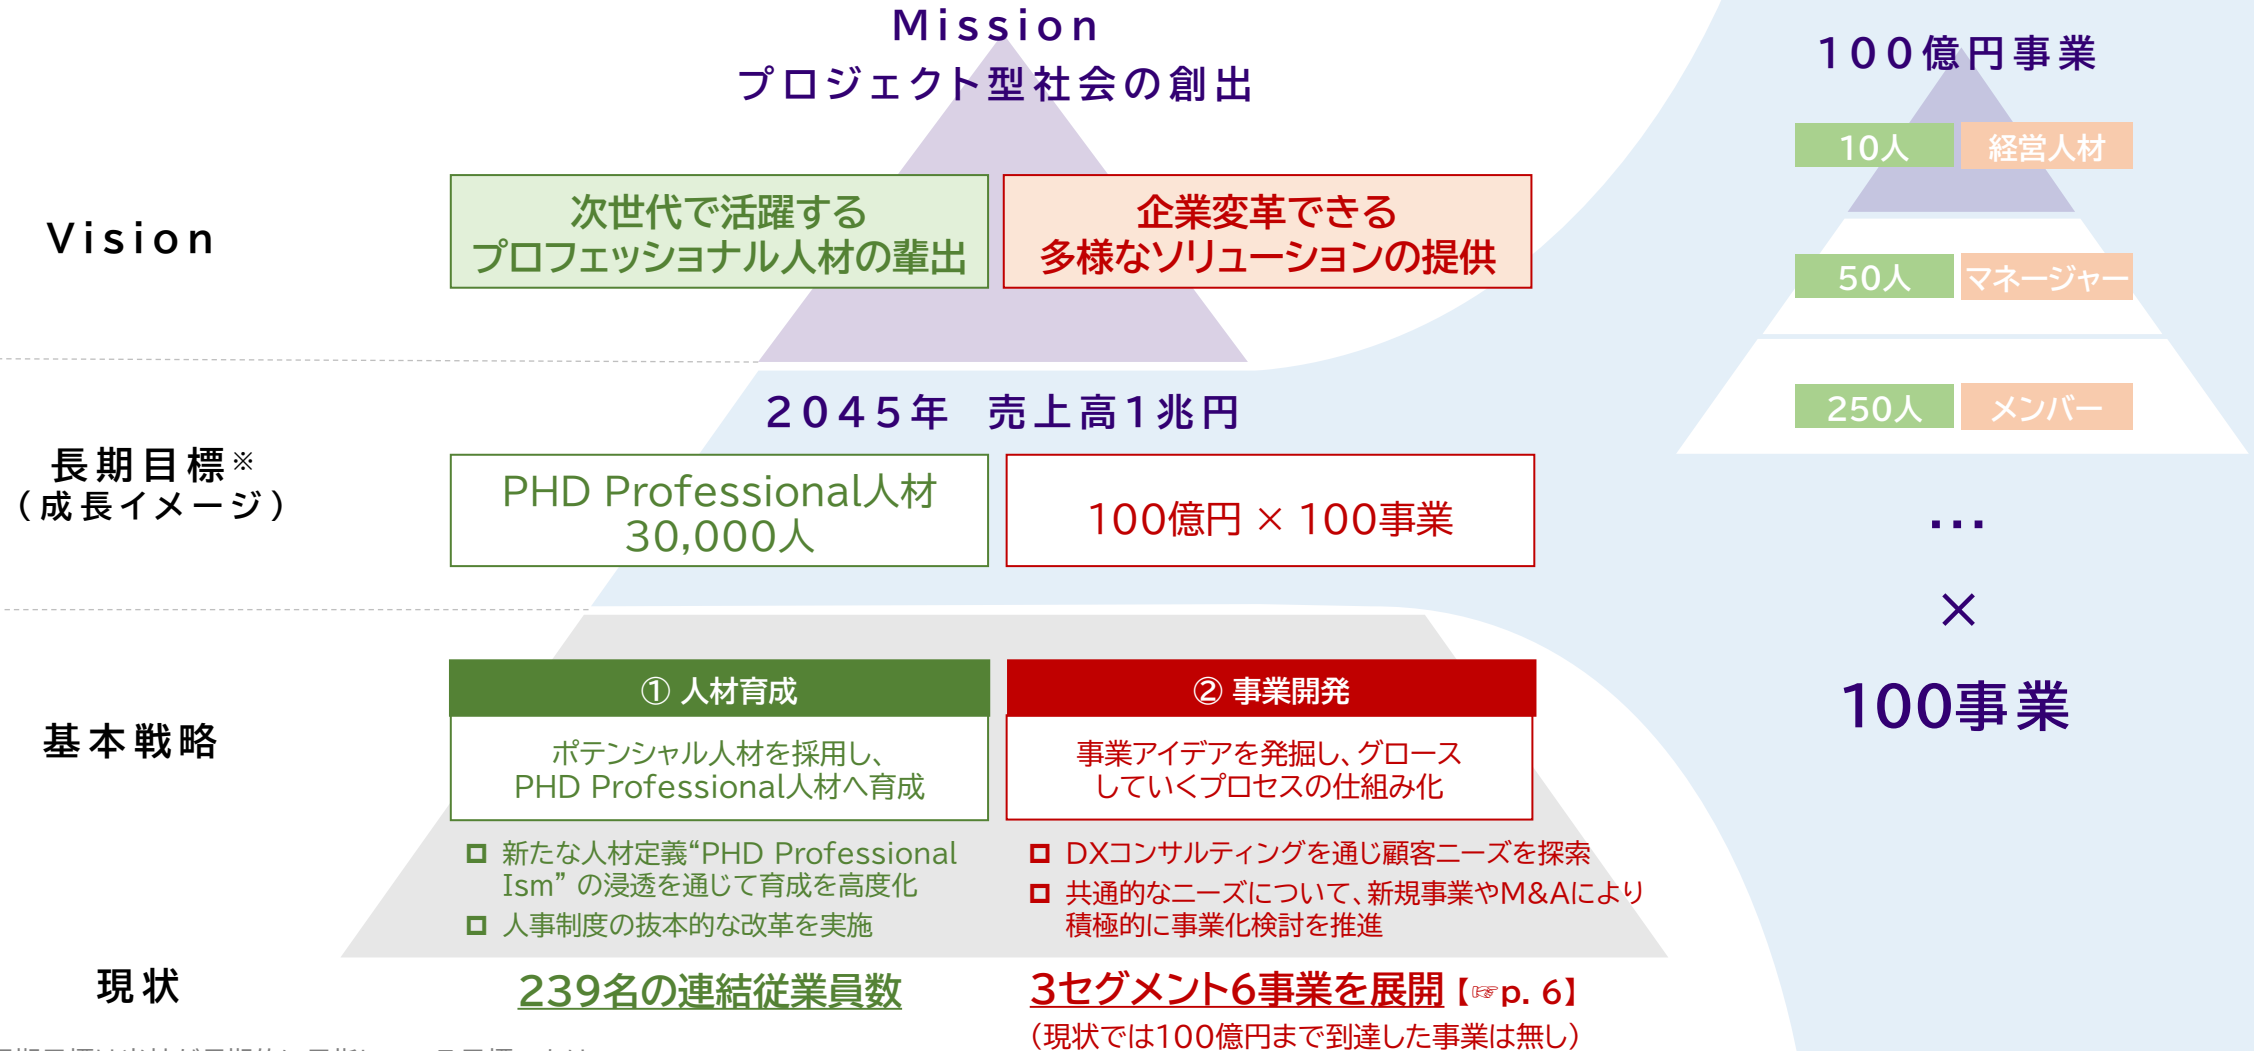 Mission
プロジェクト型社会の創出
Vision
次世代で活躍する
プロフェッショナル人材の輩出
企業変革できる
多様なソリューションの提供
長期目標※
(成長イメージ)
2045年 売上高1兆円
PHD Professional人材
30,000人
100億円 × 100事業
基本戦略
① 人材育成
ポテンシャル人材を採用し、
PHD Professional人材へ育成
新たな人材定義“PHD Professional
Ism” の浸透を通じて育成を高度化
人事制度の抜本的な改革を実施
② 事業開発
事業アイデアを発掘し、グロース
していくプロセスの仕組み化
DXコンサルティングを通じ顧客ニーズを探索
共通的なニーズについて、新規事業やM&Aにより
積極的に事業化検討を推進
現状
239名の連結従業員数
3セグメント6事業を展開【☞p. 6】
(現状では100億円まで到達した事業は無し)
100億円事業
10人 経営人材
50人 マネージャー
250人 メンバー
…
×
100事業